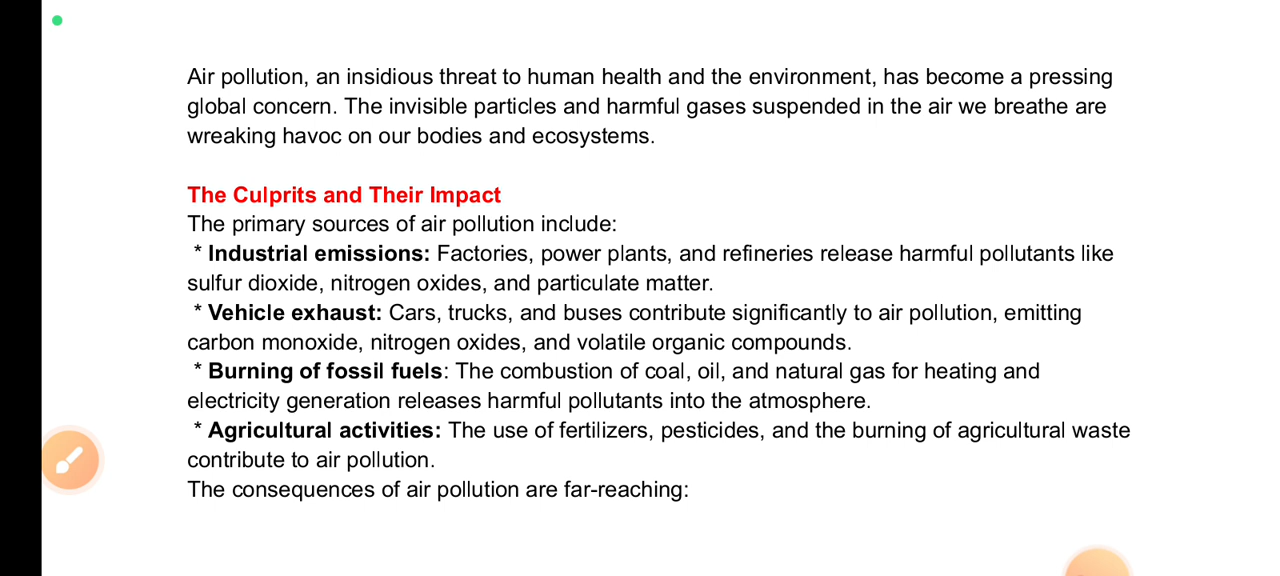 Air pollution, an insidious threat to human health and the environment, has become a pressing
global concern. The invisible particles and harmful gases suspended in the air we breathe are
wreaking havoc on our bodies and ecosystems.
The Culprits and Their Impact
The primary sources of air pollution include:
* Industrial emissions: Factories, power plants, and refineries release harmful pollutants like
sulfur dioxide, nitrogen oxides, and particulate matter.
* Vehicle exhaust: Cars, trucks, and buses contribute significantly to air pollution, emitting
carbon monoxide, nitrogen oxides, and volatile organic compounds.
* Burning of fossil fuels: The combustion of coal, oil, and natural gas for heating and
electricity generation releases harmful pollutants into the atmosphere.
* Agricultural activities: The use of fertilizers, pesticides, and the burning of agricultural waste
contribute to air pollution.
The consequences of air pollution are far-reaching: